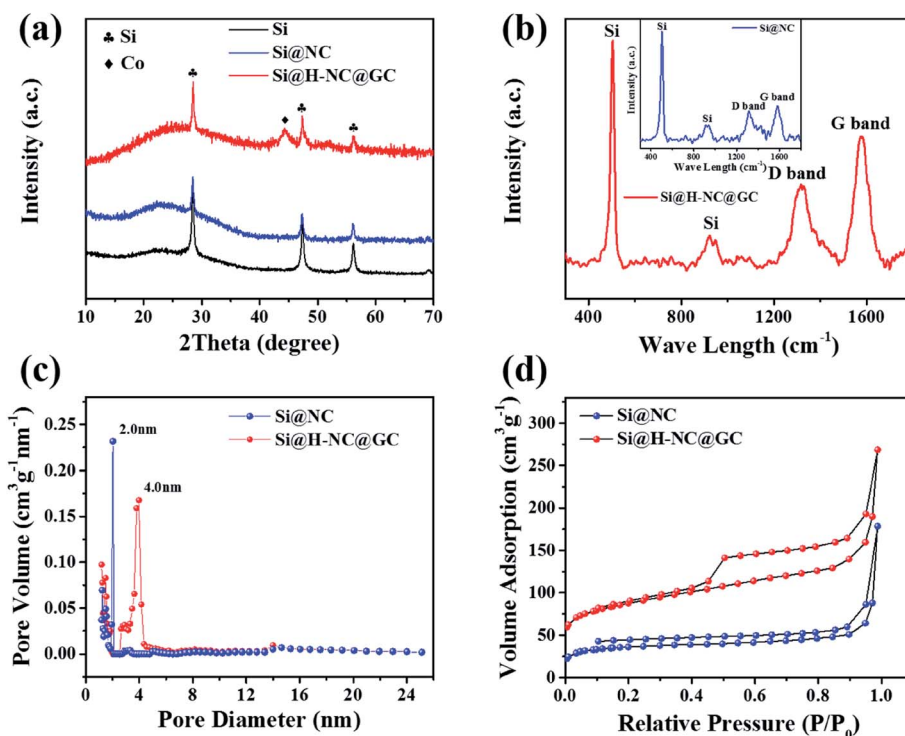 (a)
♣ Si
♦ Co
Si
Si@NC
Si@H-NC@GC
♣
♦
♣
♣
Intensity (a.c.)
10 20 30 40 50 60 70
2Theta (degree)
(b)
Si
Si
D band
G band
Si@H-NC@GC
Intensity (a.c.)
300 800 1200 1600
Wave Length (cm⁻¹)
Si
Si@NC
Si
D band
G band
Intensity (a.c.)
400 800 1200 1600
Wave Length (cm⁻¹)
(c)
Si@NC
Si@H-NC@GC
2.0nm
4.0nm
Pore Volume (cm³g⁻¹nm⁻¹)
0.25
0.20
0.15
0.10
0.05
0.00
0 4 8 12 16 20 24
Pore Diameter (nm)
(d)
Si@NC
Si@H-NC@GC
Volume Adsorption (cm³g⁻¹)
300
250
200
150
100
50
0
0.0 0.2 0.4 0.6 0.8 1.0
Relative Pressure (P/P₀)